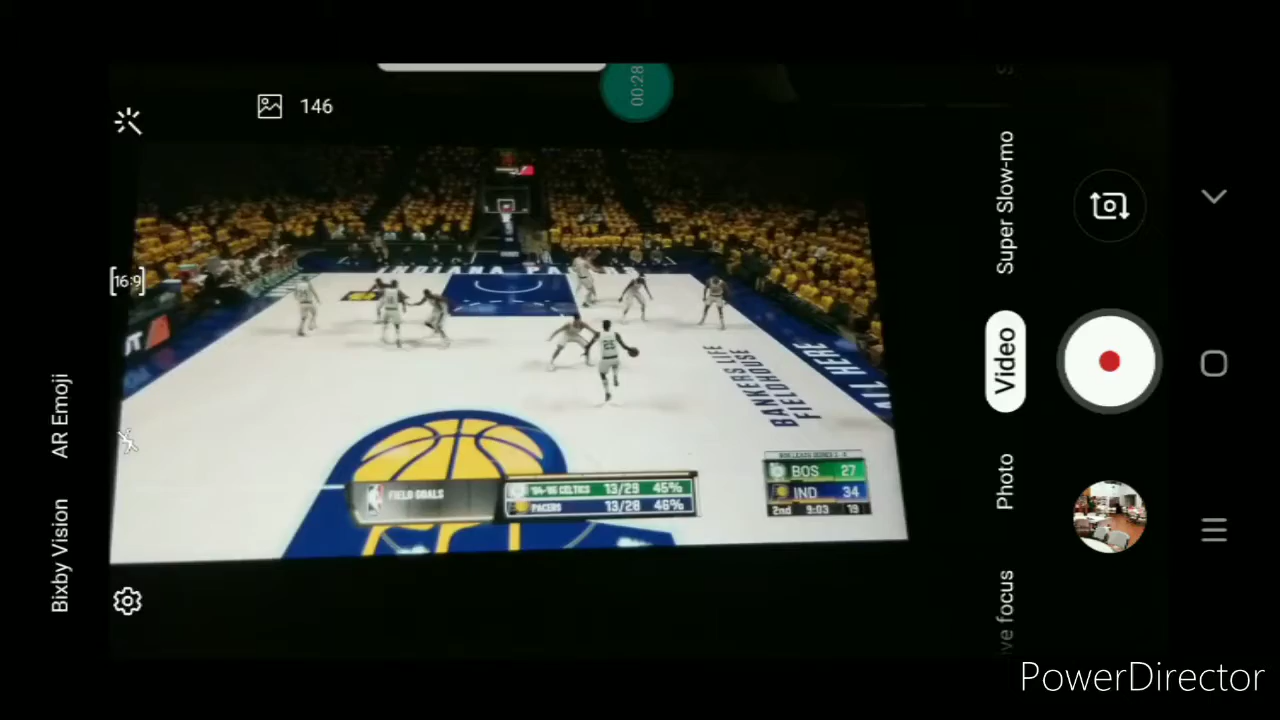 146
00:28
16:9
AR Emoji
Bixby Vision
Super Slow-mo
Video
Photo
ve focus
INDIANA
BANKERS LIFE
FIELDHOUSE
ALL HERE
FIELD GOALS
'84-'85 CELTICS 13/29 45%
PACERS 13/28 46%
BOS 27
IND 34
2nd 9:03 19
PowerDirector